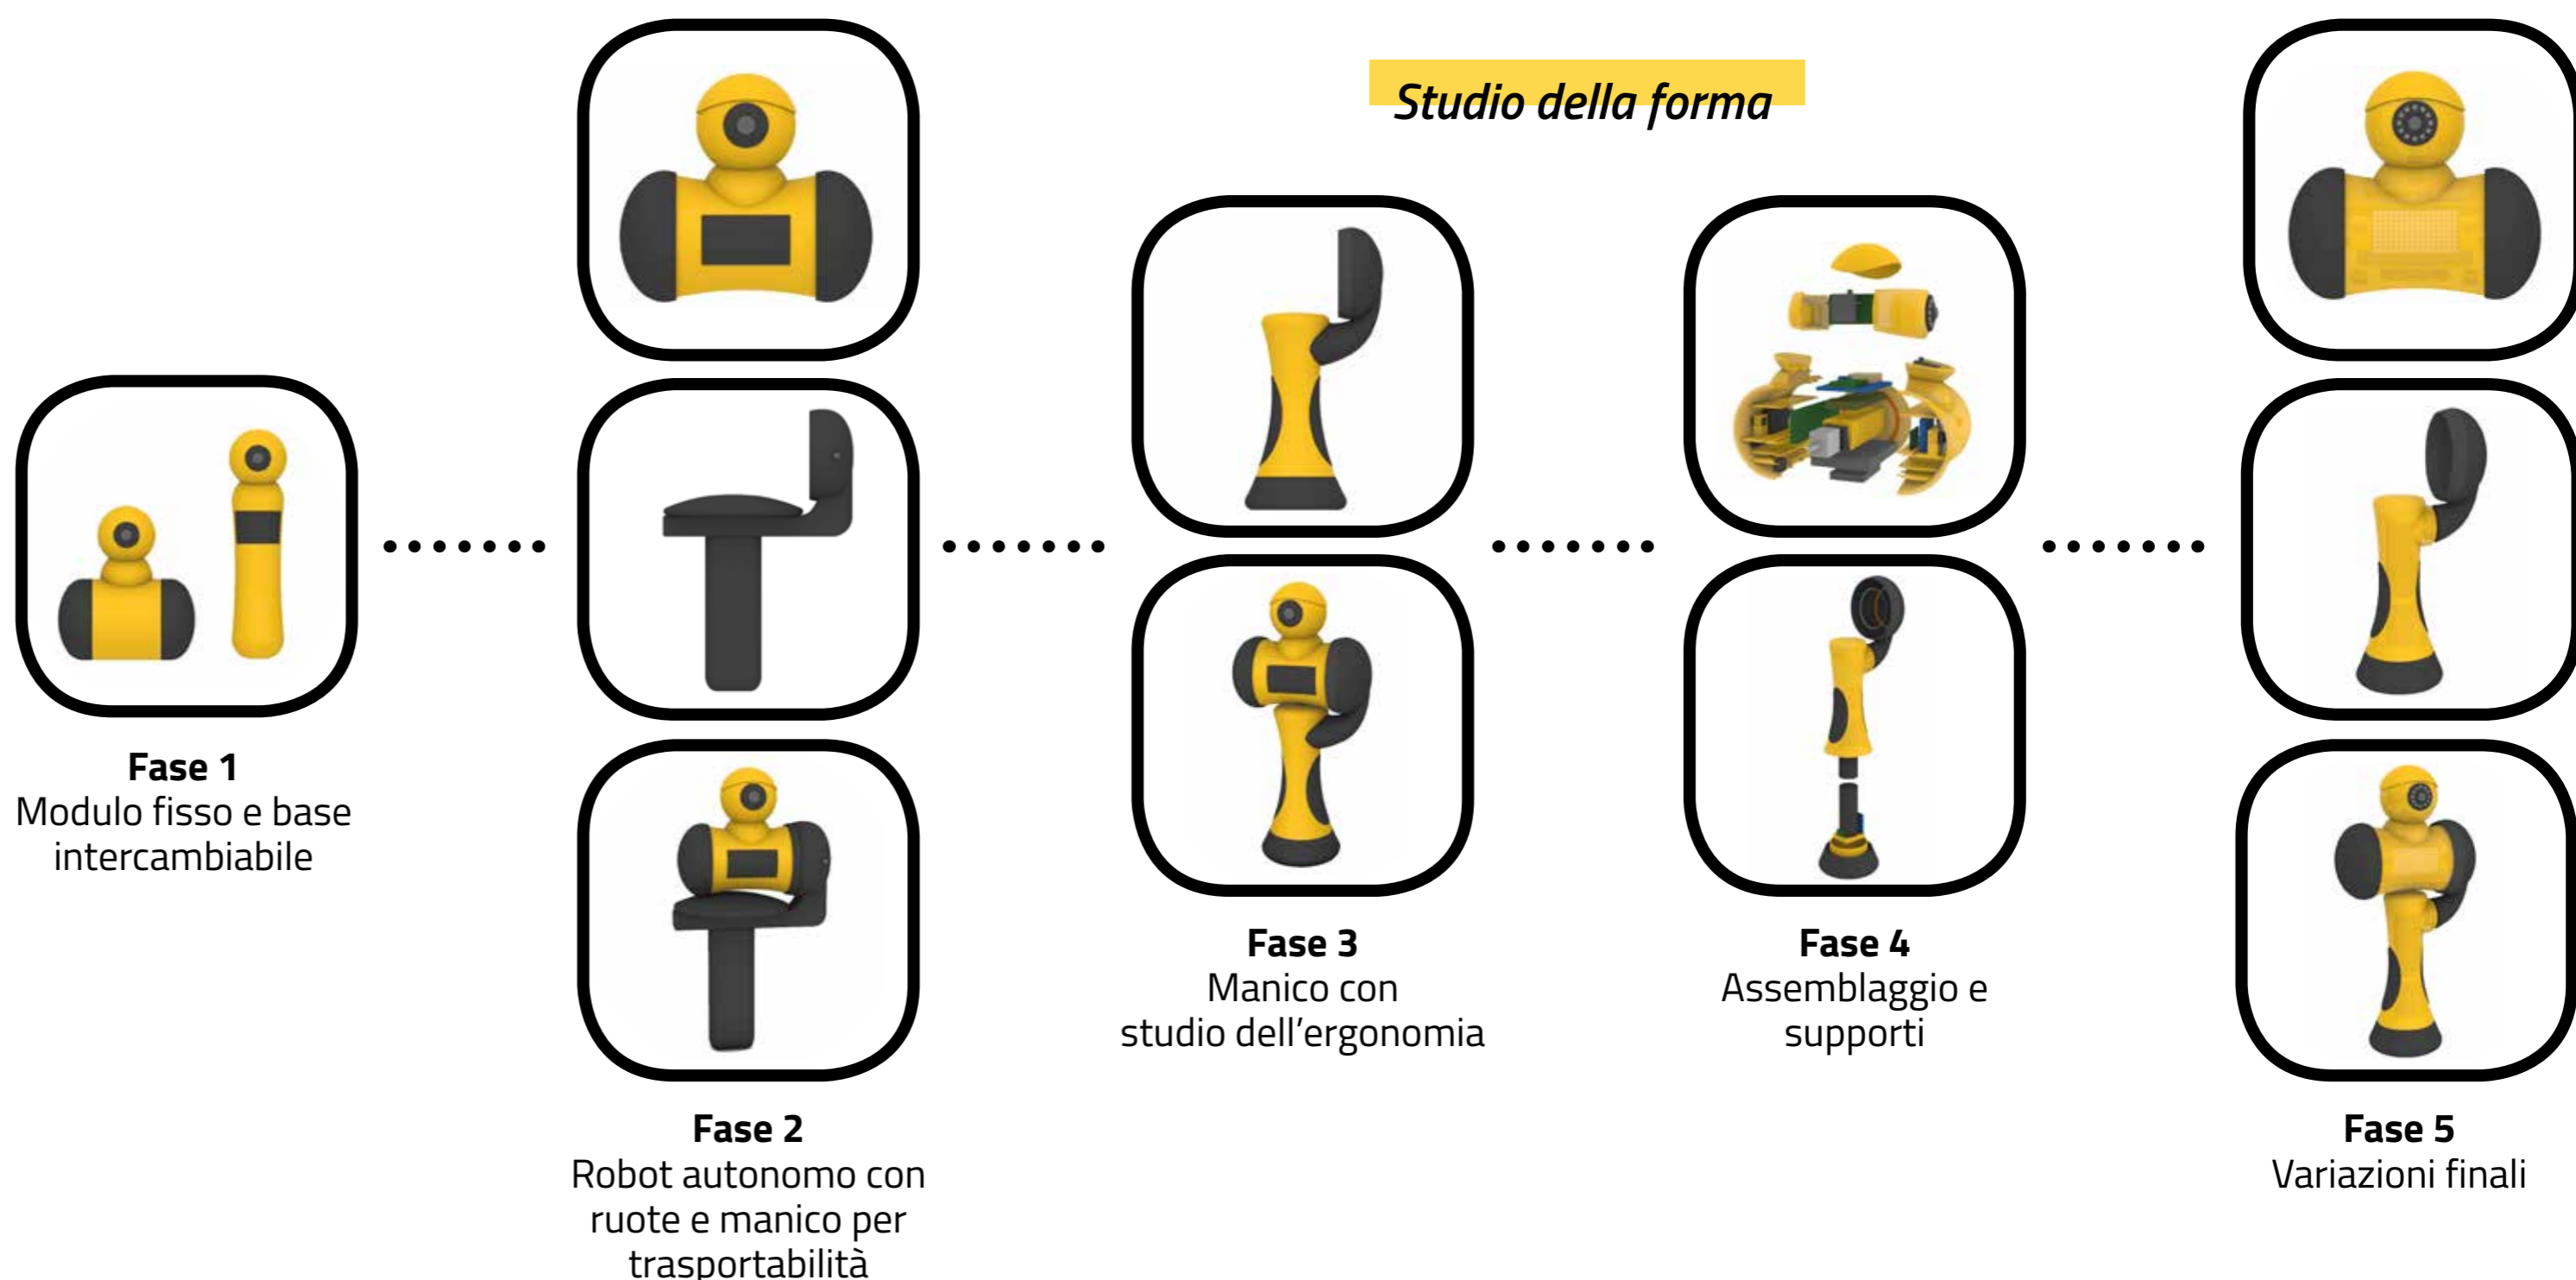 Studio della forma
Fase 1
Modulo fisso e base
intercambiabile
Fase 2
Robot autonomo con
ruote e manico per
trasportabilità
Fase 3
Manico con
studio dell'ergonomia
Fase 4
Assemblaggio e
supporti
Fase 5
Variazioni finali